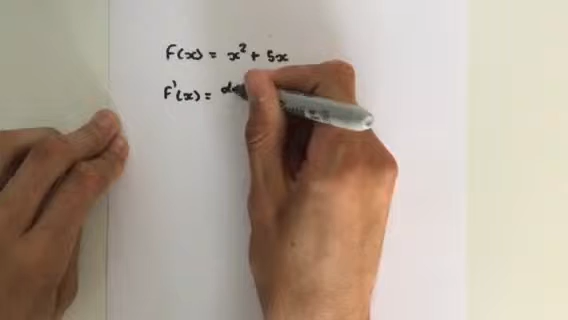 F(x) = x² + 5x
F'(x) = d